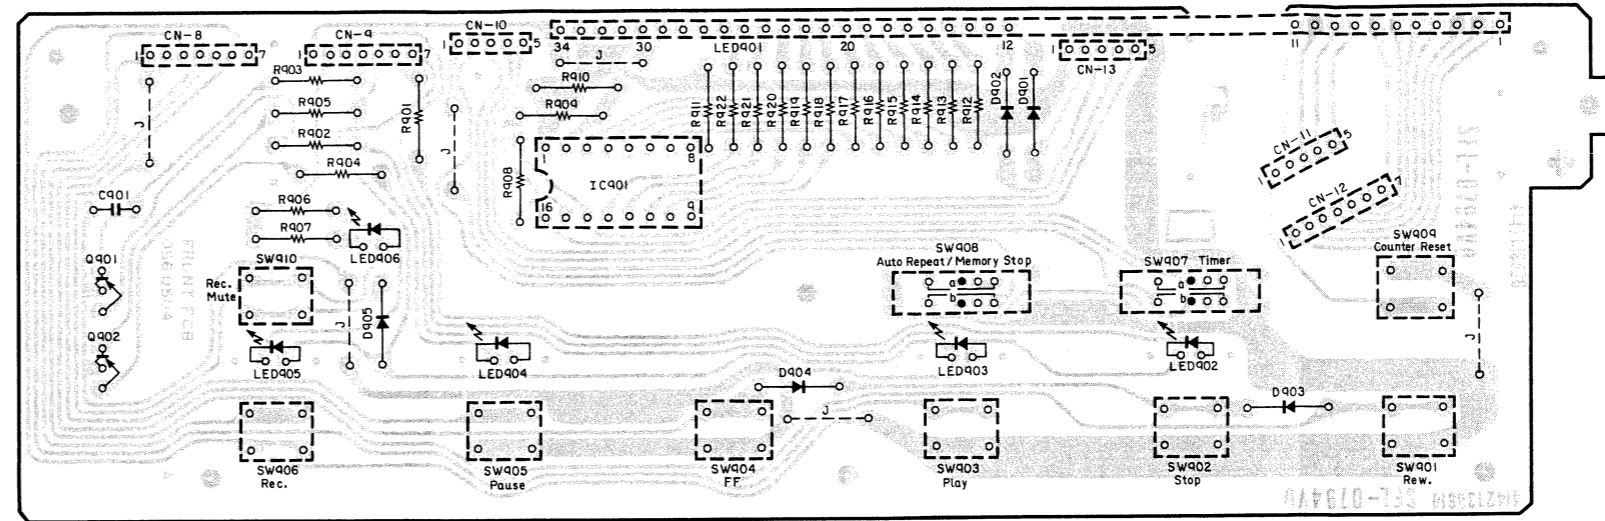 CN-8
1 7
CN-9
1 7
CN-10
1 5
34 30 LED901 20 12 11 1
J
CN-13
1 5
R903
R905
R902
R904
R901
J
J
R910
R909
R908
1 8
IC901
16 9
R911
R922
R921
R920
R919
R918
R917
R916
R915
R914
R913
R912
D902
D901
CN-11
1 5
CN-12
1 7
C901
R906
R907
LED906
Q901
Q902
SW910
Rec.
Mute
LED905
J
D905
LED904
SW908
Auto Repeat/Memory Stop
a
b
LED903
SW907 Timer
a
b
LED902
SW909
Counter Reset
J
D904
J
D903
SW906
Rec.
SW905
Pause
SW904
FF
SW903
Play
SW902
Stop
SW901
Rew.